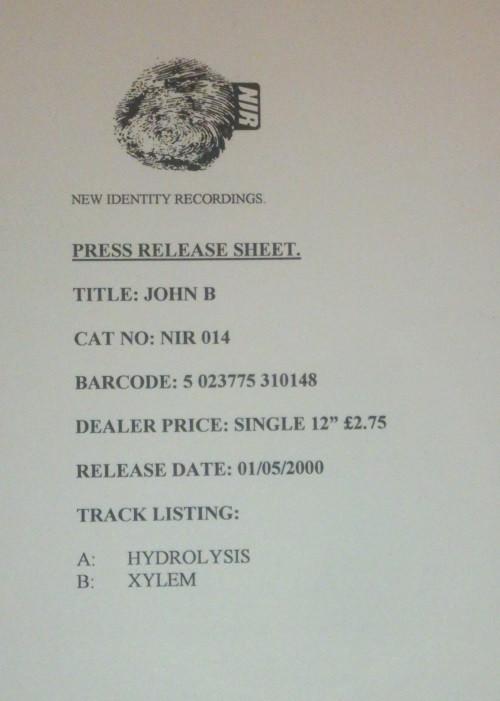 NIR
NEW IDENTITY RECORDINGS.
PRESS RELEASE SHEET.
TITLE: JOHN B
CAT NO: NIR 014
BARCODE: 5 023775 310148
DEALER PRICE: SINGLE 12” £2.75
RELEASE DATE: 01/05/2000
TRACK LISTING:
A: HYDROLYSIS
B: XYLEM